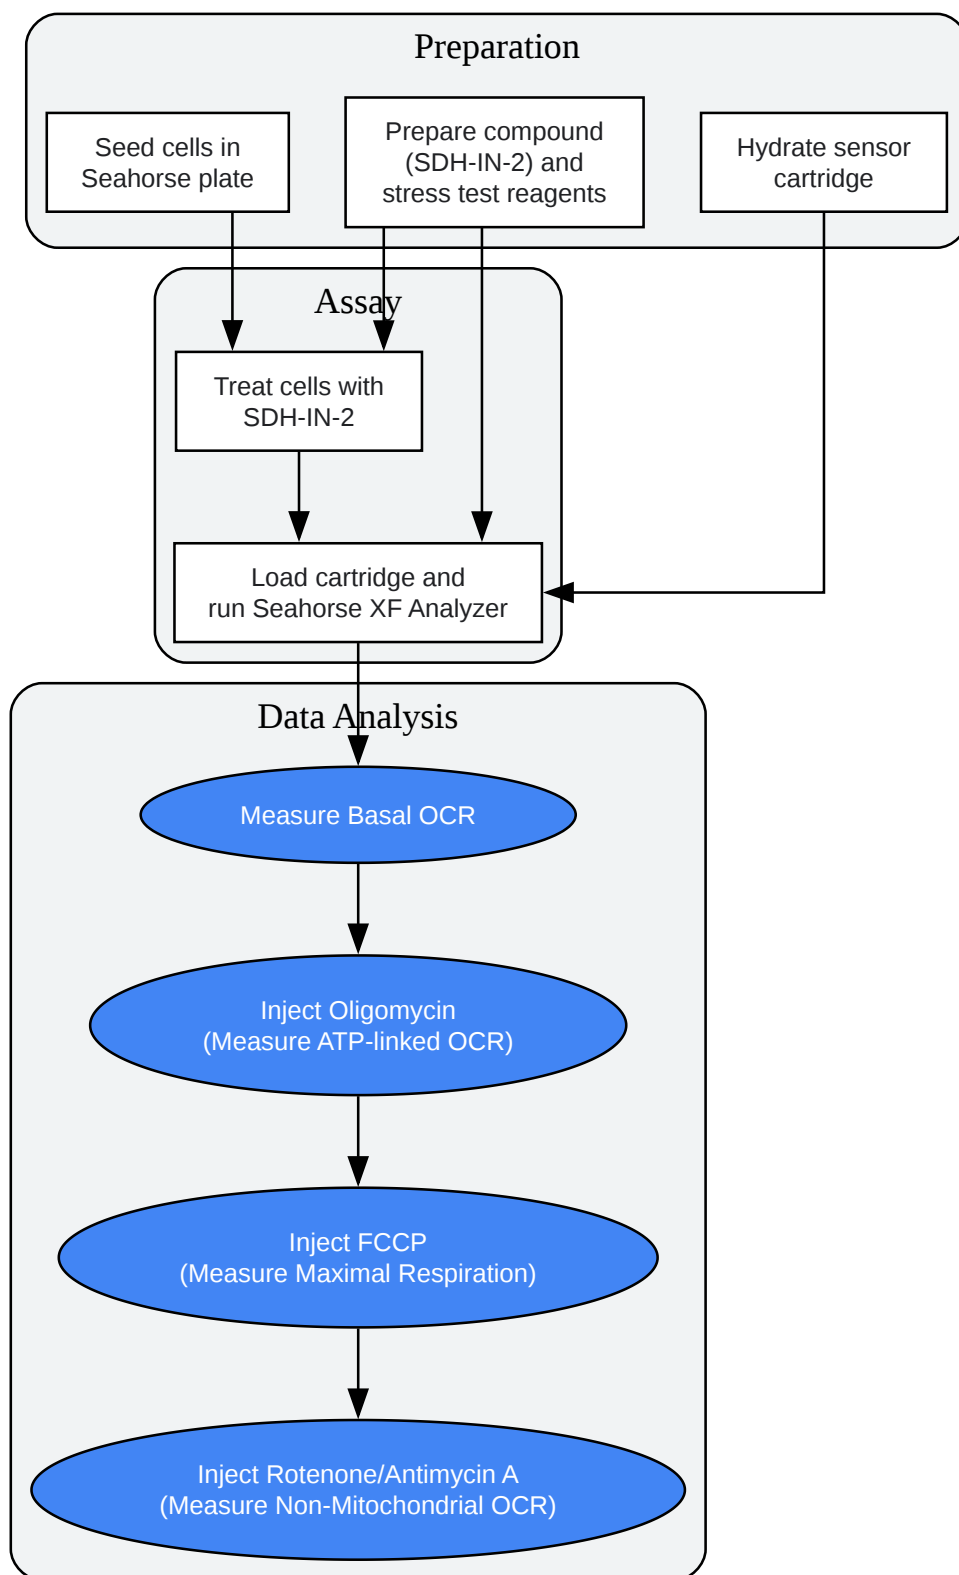 Preparation
Seed cells in
Seahorse plate
Prepare compound
(SDH-IN-2) and
stress test reagents
Hydrate sensor
cartridge
Assay
Treat cells with
SDH-IN-2
Load cartridge and
run Seahorse XF Analyzer
Data Analysis
Measure Basal OCR
Inject Oligomycin
(Measure ATP-linked OCR)
Inject FCCP
(Measure Maximal Respiration)
Inject Rotenone/Antimycin A
(Measure Non-Mitochondrial OCR)